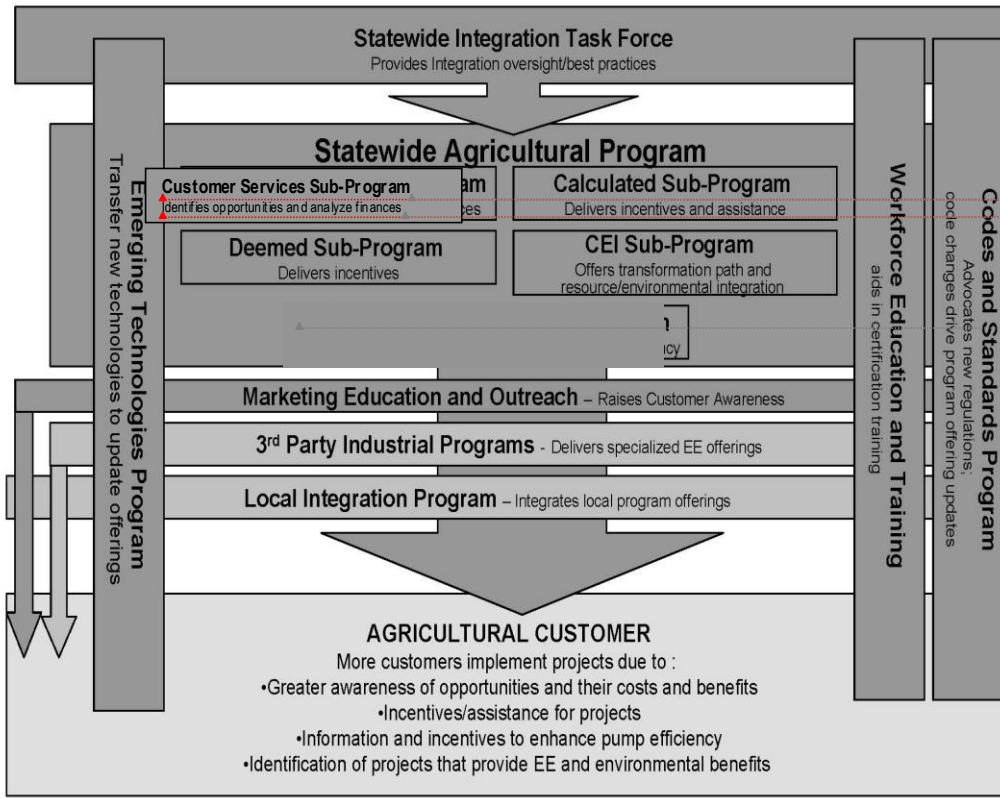 Statewide Integration Task Force
Provides Integration oversight/best practices
Statewide Agricultural Program
Customer Services Sub-Program
Identifies opportunities and analyze finances
am
ces
Calculated Sub-Program
Delivers incentives and assistance
Deemed Sub-Program
Delivers incentives
CEI Sub-Program
Offers transformation path and
resource/environmental integration
n
cy
Marketing Education and Outreach – Raises Customer Awareness
3rd Party Industrial Programs - Delivers specialized EE offerings
Local Integration Program – Integrates local program offerings
Emerging Technologies Program
Transfer new technologies to update offerings
Workforce Education and Training
aids in certification training
Codes and Standards Program
Advocates new regulations;
code changes drive program offering updates
AGRICULTURAL CUSTOMER
More customers implement projects due to :
•Greater awareness of opportunities and their costs and benefits
•Incentives/assistance for projects
•Information and incentives to enhance pump efficiency
•Identification of projects that provide EE and environmental benefits